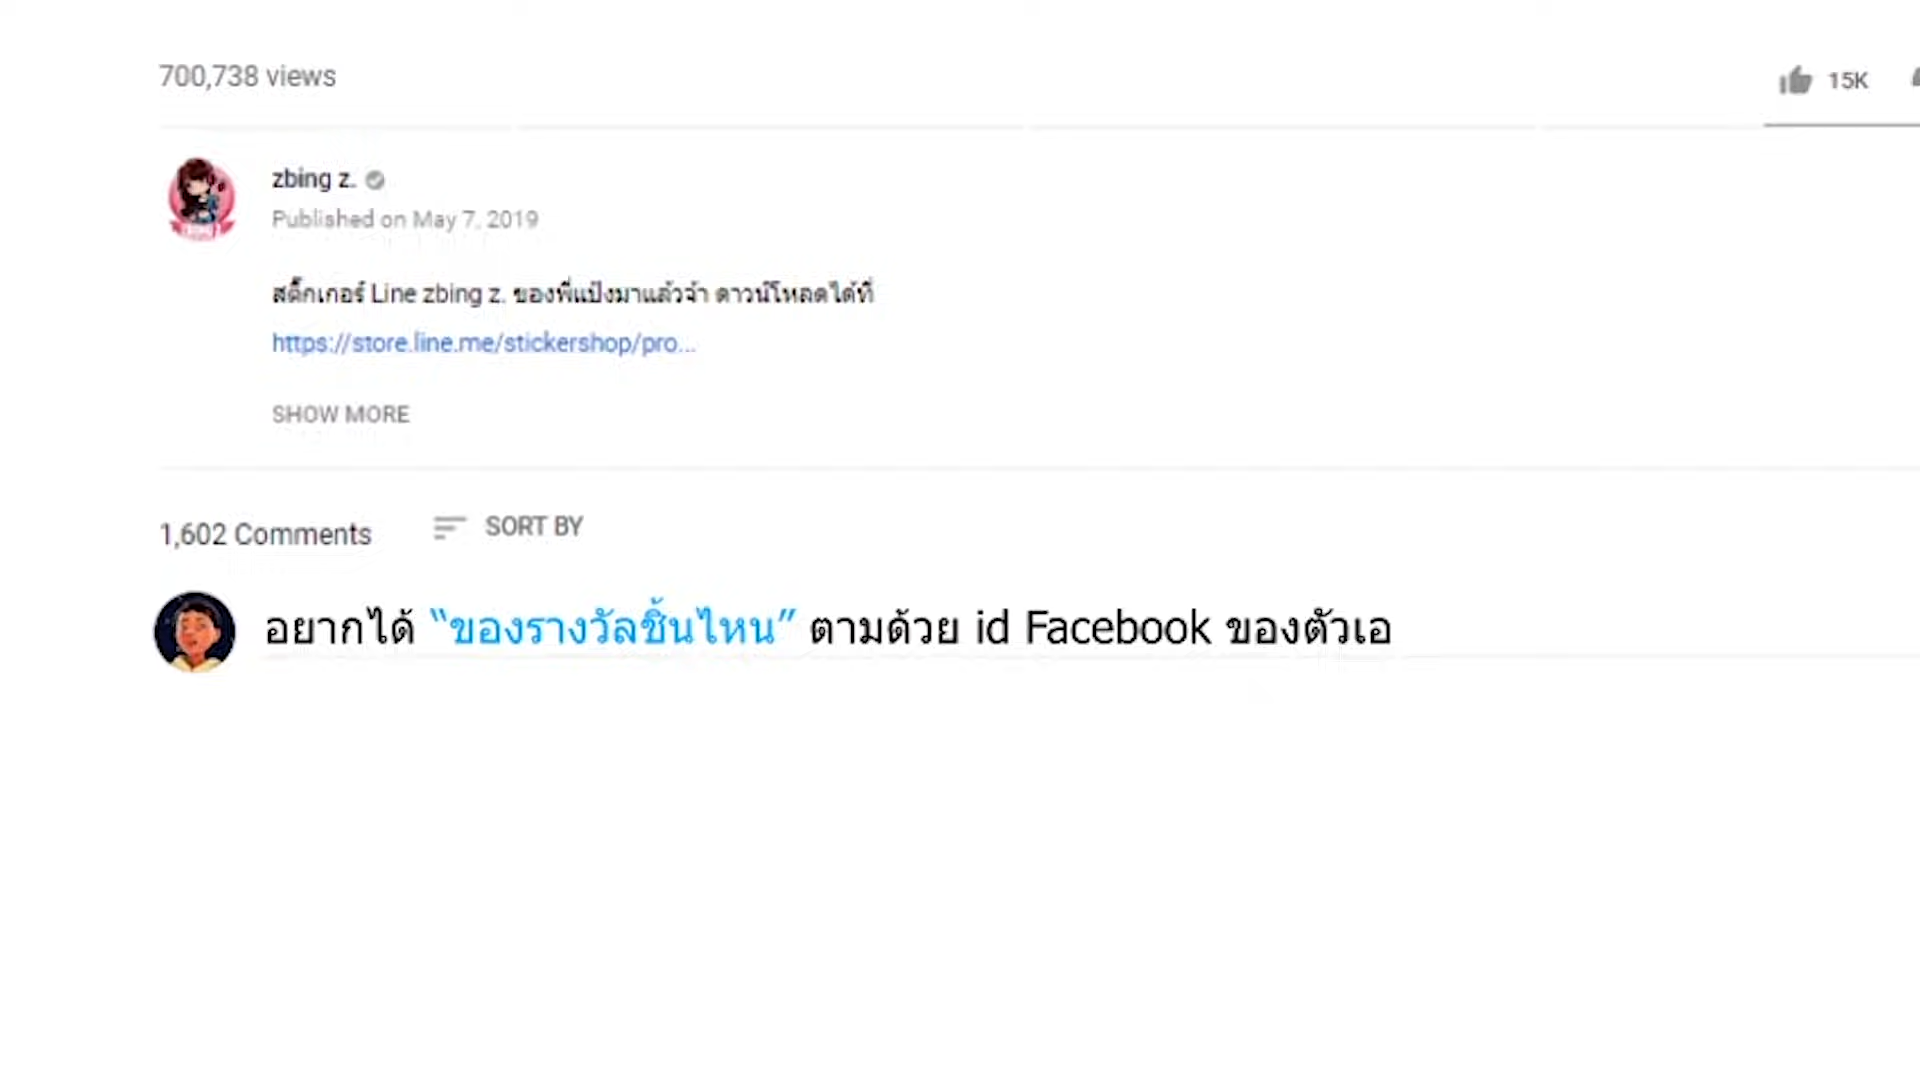 700,738 views
15K
zbing z.
Published on May 7, 2019
สติ๊กเกอร์ Line zbing z. ของพี่แป้งมาแล้วจ้า ดาวน์โหลดได้ที่
https://store.line.me/stickershop/pro...
SHOW MORE
1,602 Comments
SORT BY
อยากได้ “ของรางวัลชิ้นไหน” ตามด้วย id Facebook ของตัวเอ